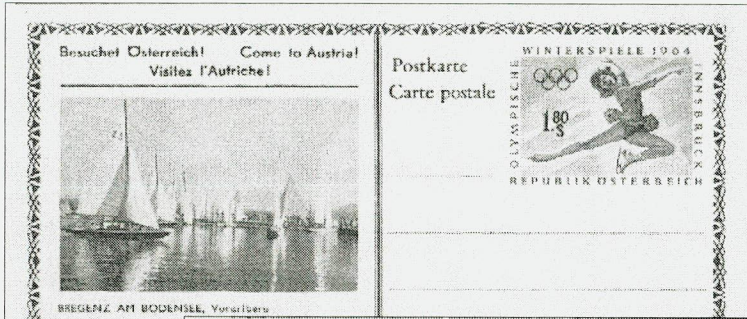 Besuchet Österreich! Come to Austria!
Visitez l'Autriche!
BREGENZ AM BODENSEE, Vorarlberg
Postkarte
Carte postale
WINTERSPIELE 1964
OLYMPISCHE
INNSBRUCK
1.80
S
REPUBLIK ÖSTERREICH